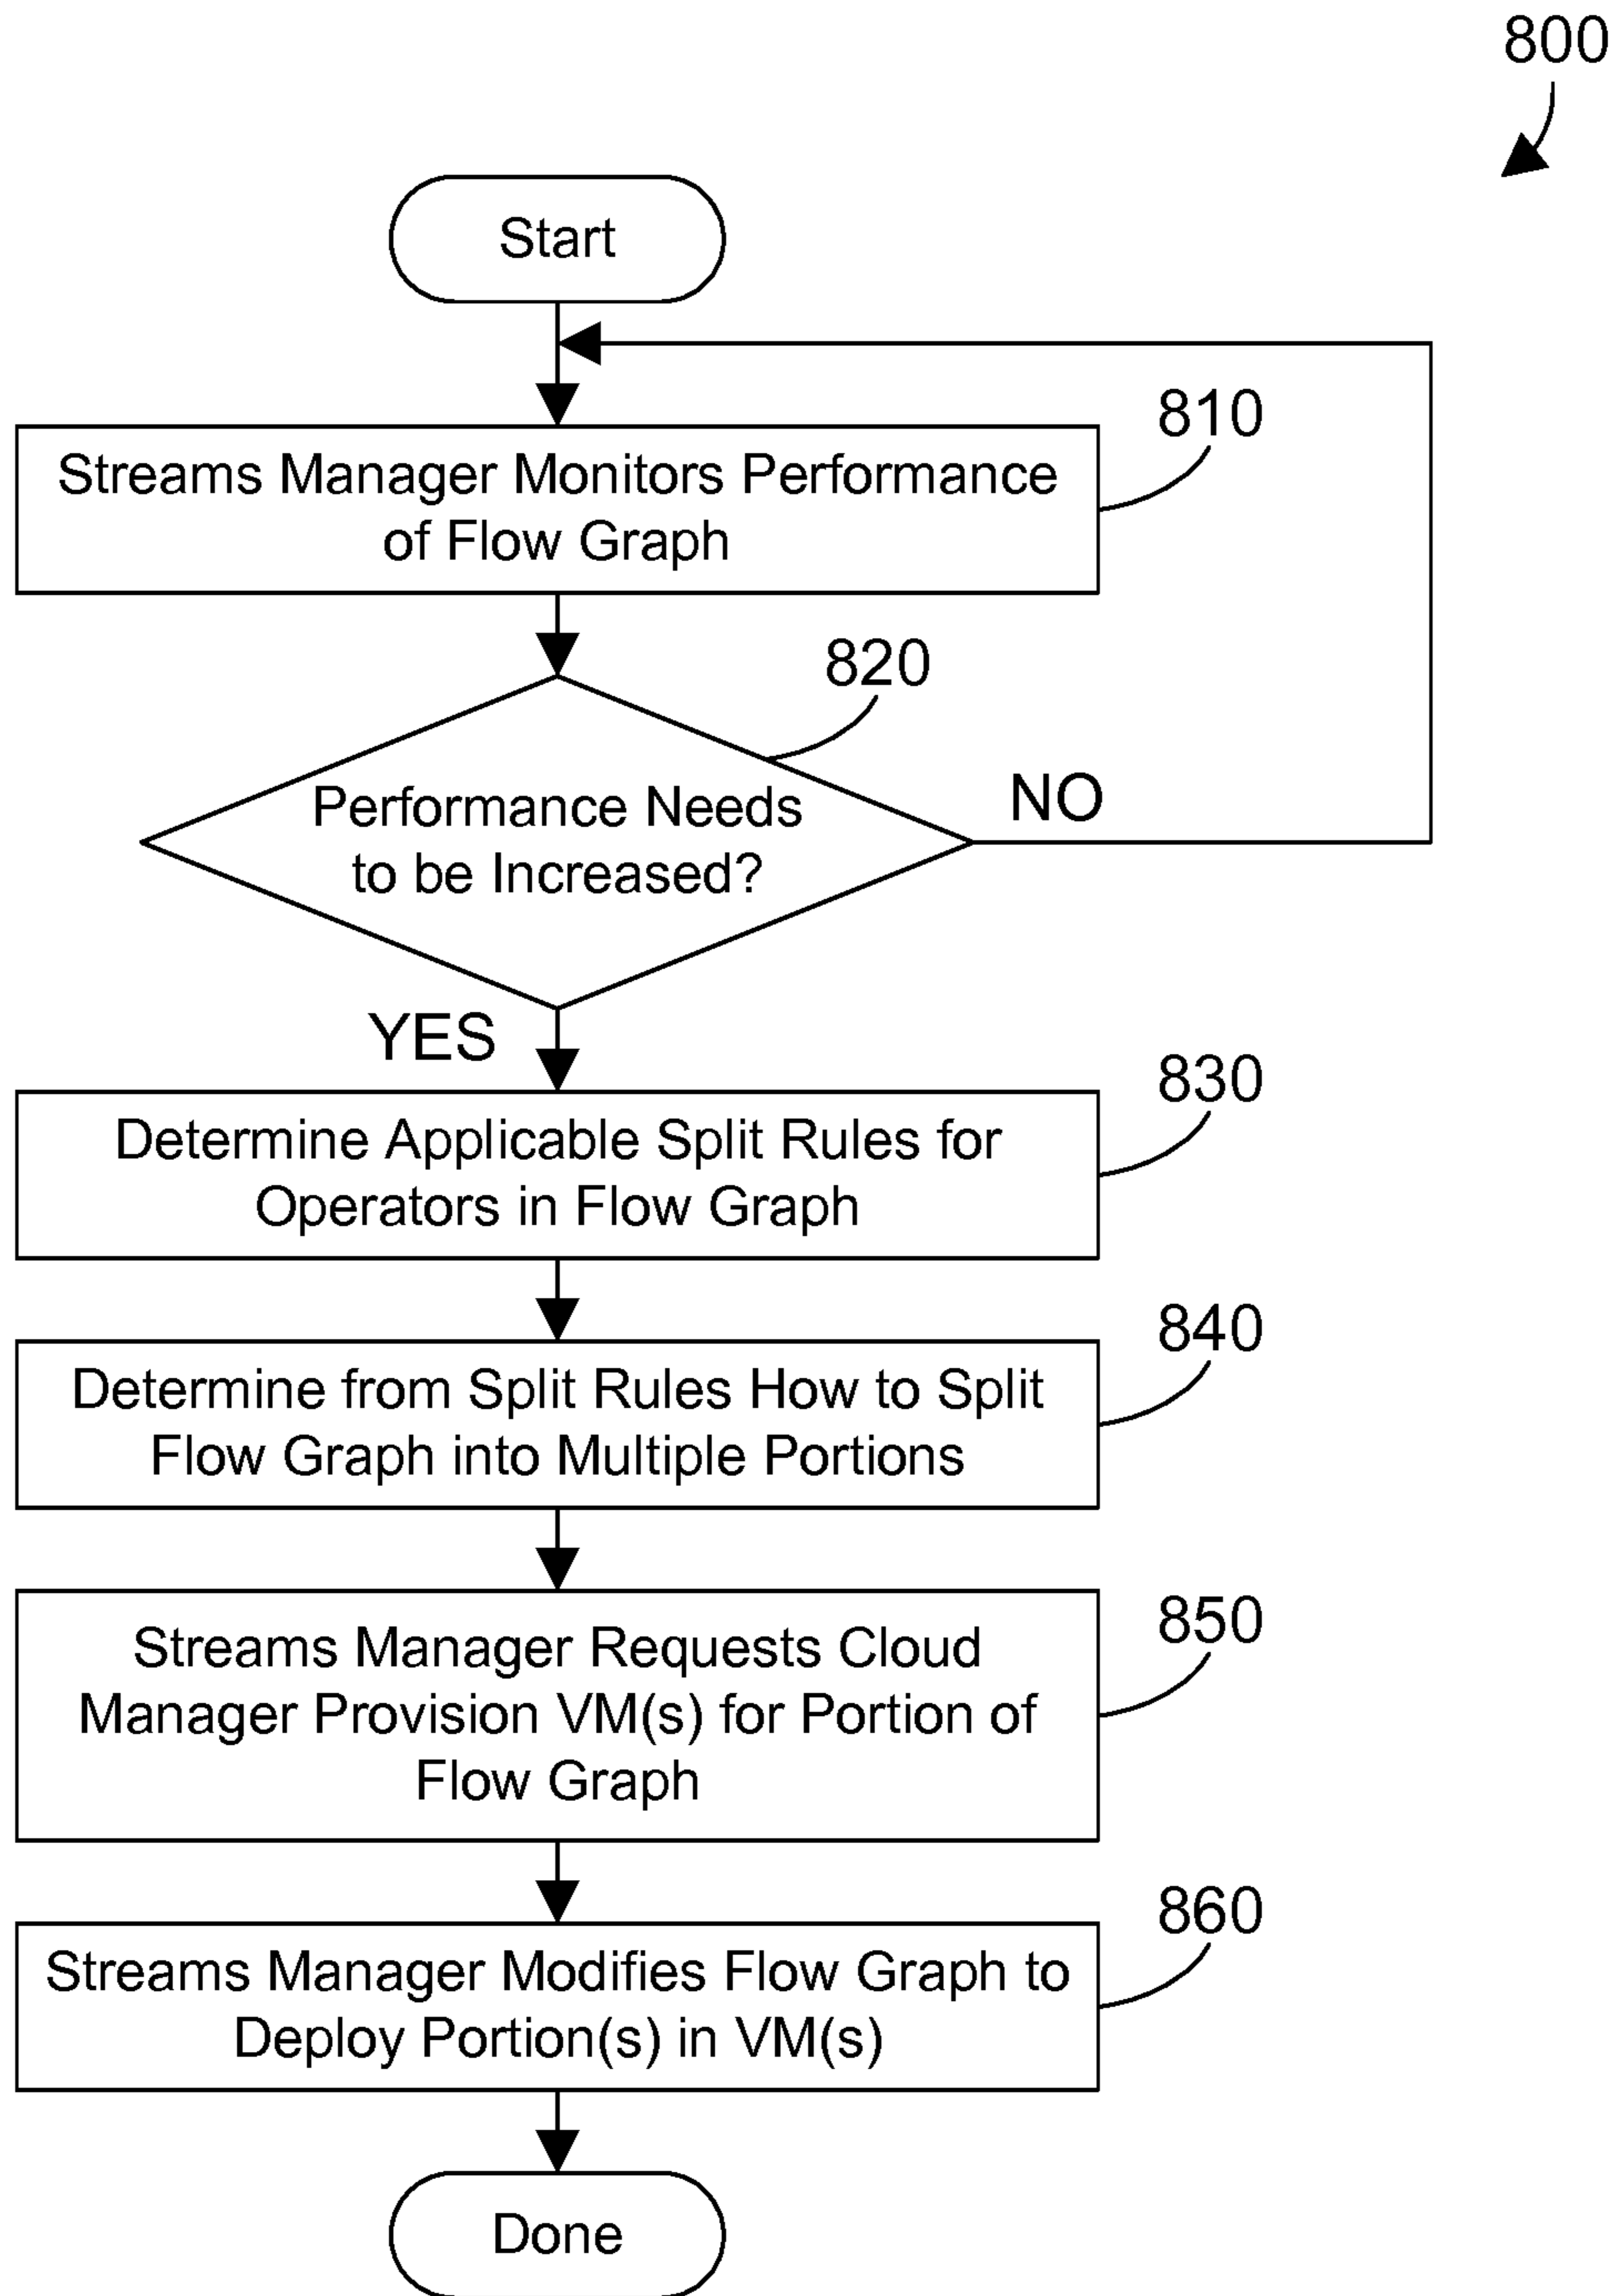 800
Start
810
Streams Manager Monitors Performance
of Flow Graph
820
Performance Needs
to be Increased?
NO
YES
830
Determine Applicable Split Rules for
Operators in Flow Graph
840
Determine from Split Rules How to Split
Flow Graph into Multiple Portions
850
Streams Manager Requests Cloud
Manager Provision VM(s) for Portion of
Flow Graph
860
Streams Manager Modifies Flow Graph to
Deploy Portion(s) in VM(s)
Done